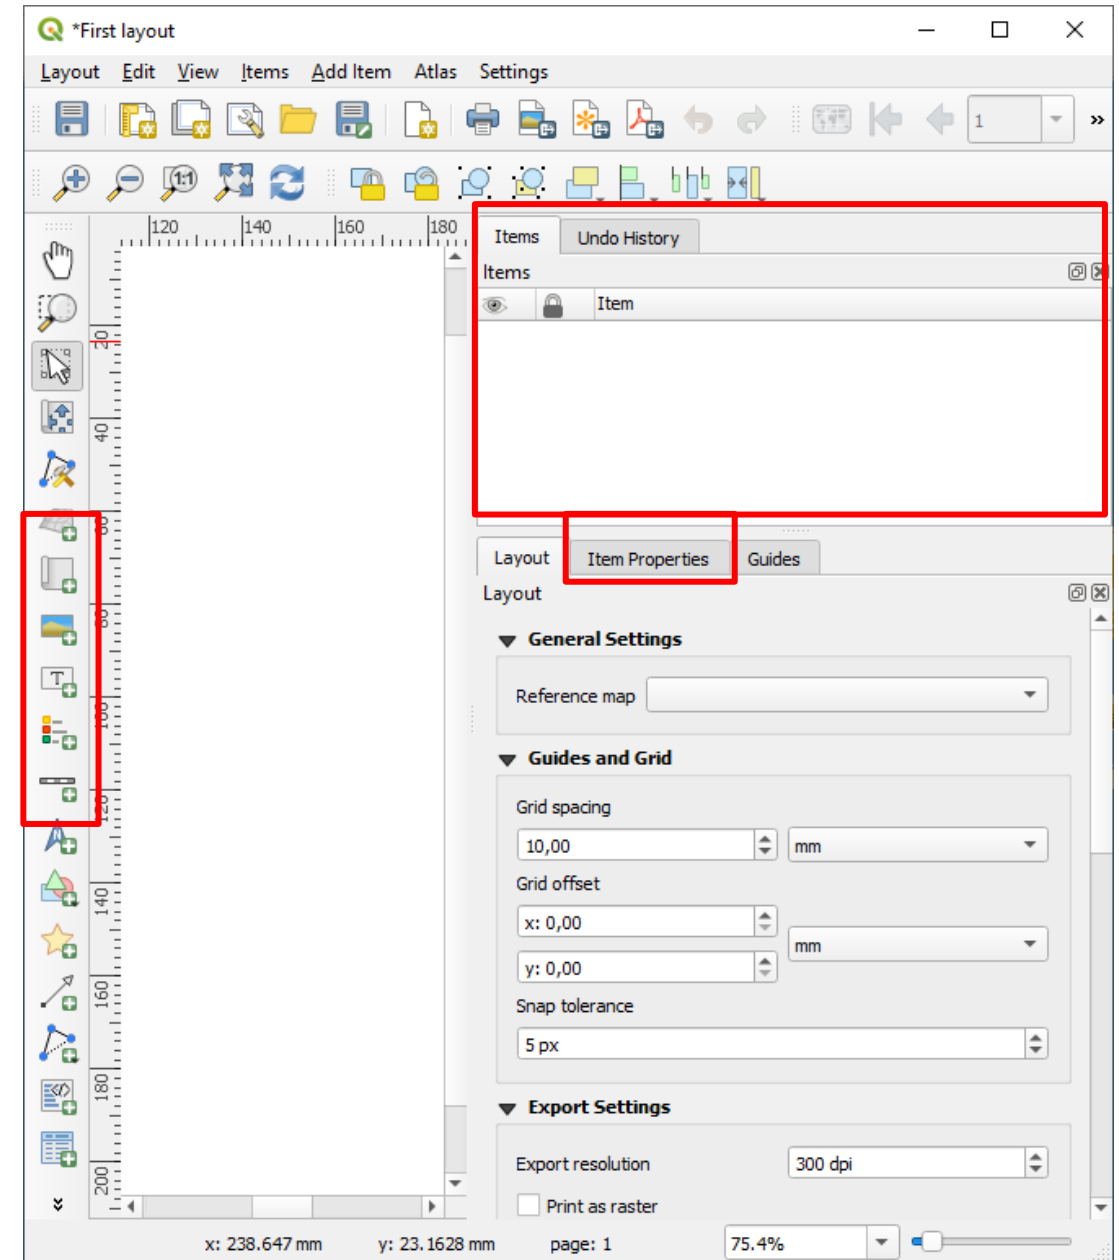 *First layout
Layout Edit View Items Add Item Atlas Settings
1 »
1:1
120 140 160 180
Items Undo History
Items
Item
20
40
60
80
100
120
140
160
180
200
T
N
Layout Item Properties Guides
Layout
General Settings
Reference map
Guides and Grid
Grid spacing
10,00 mm
Grid offset
x: 0,00
mm
y: 0,00
Snap tolerance
5 px
Export Settings
Export resolution 300 dpi
Print as raster
x: 238.647 mm y: 23.1628 mm page: 1 75.4%